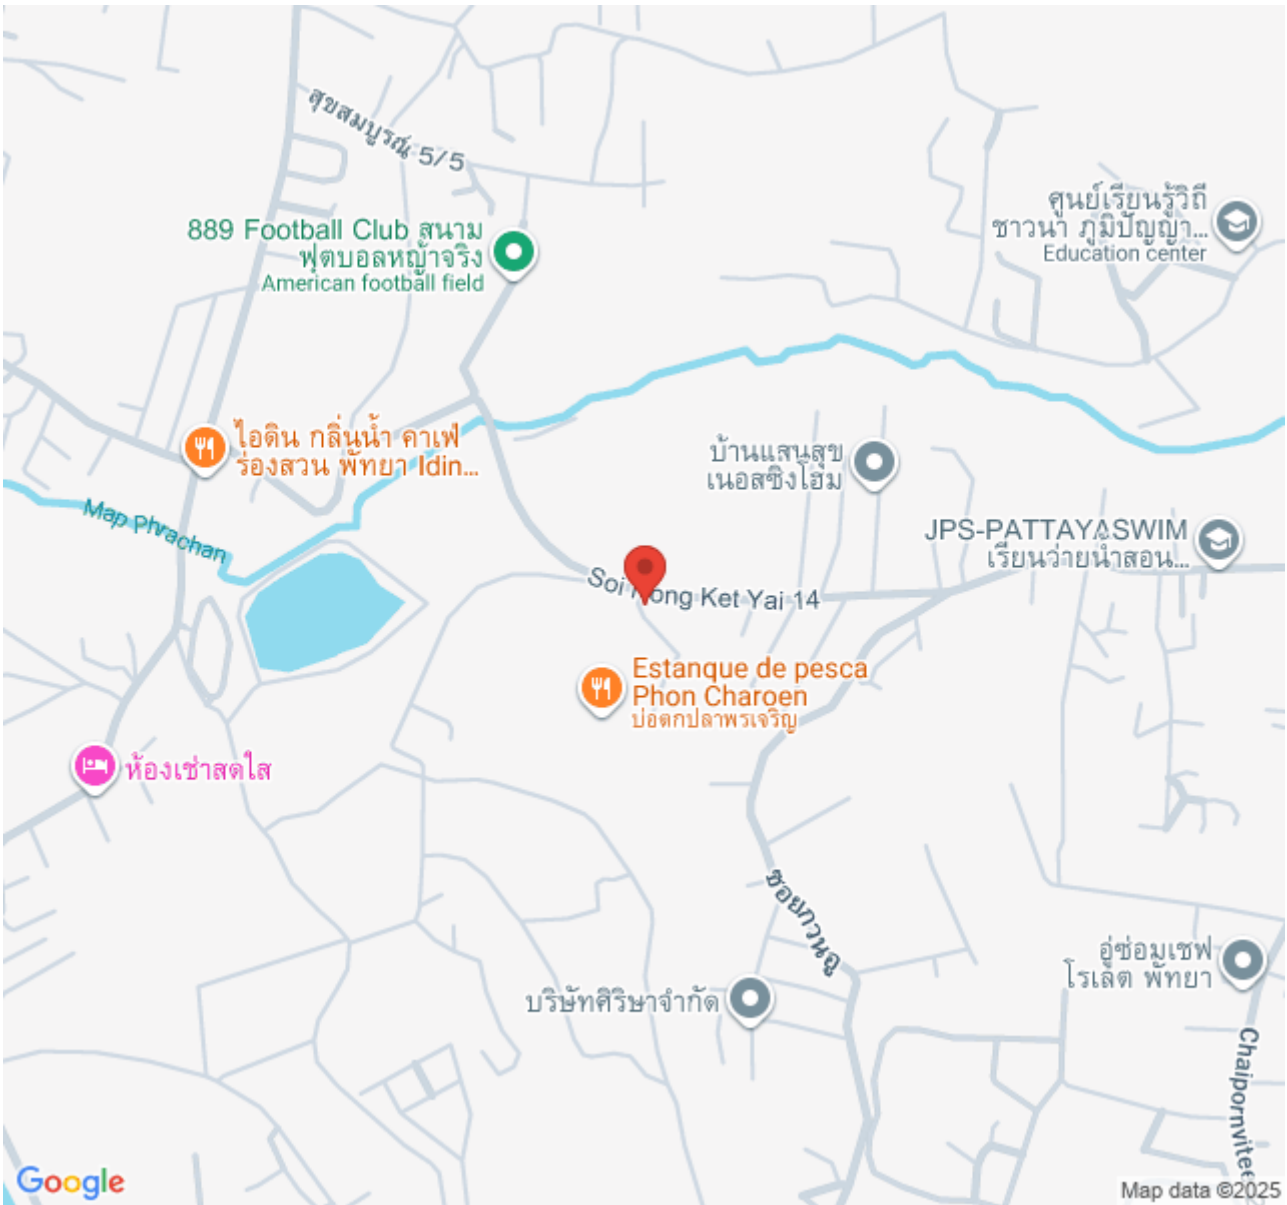 สุขสมบูรณ์ 5/5
889 Football Club สนาม
ฟุตบอลหญ้าจริง
American football field
ศูนย์เรียนรู้วิถี
ชาวนา ภูมิปัญญา...
Education center
ไอดิน กลิ่นน้ำ คาเฟ่
ร่องสวน พัทยา Idin...
บ้านแสนสุข
เนอสซิ่งโฮม
Map Phrachan
JPS-PATTAYASWIM
เรียนว่ายน้ำสอน...
Soi Nong Ket Yai 14
Estanque de pesca
Phon Charoen
บ่อตกปลาพรเจริญ
ห้องเช่าสดใส
ซอยกวนอู
อู่ซ่อมเชฟ
โรเล็ต พัทยา
บริษัทศิริษาจำกัด
Chaipornvitee
Google
Map data ©2025